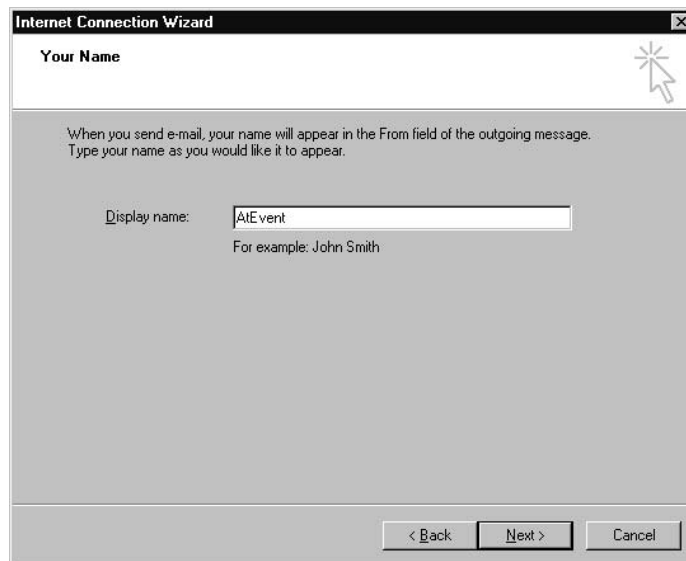 Internet Connection Wizard
Your Name
When you send e-mail, your name will appear in the From field of the outgoing message.
Type your name as you would like it to appear.
Display name: AtEvent
For example: John Smith
< Back Next > Cancel